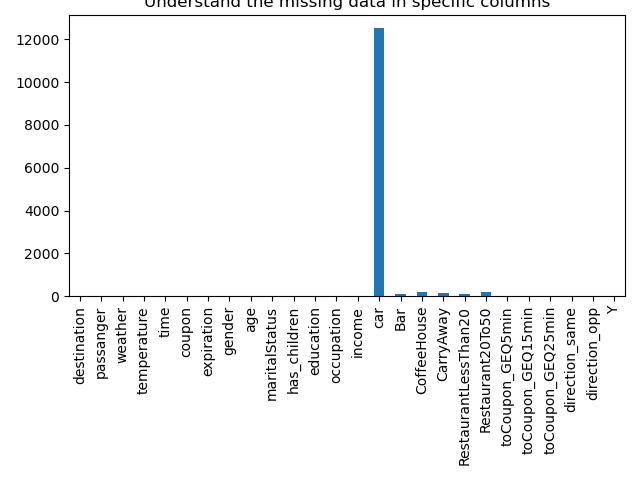 Understand the missing data in specific columns
12000
10000
8000
6000
4000
2000
0
destination
passanger
weather
temperature
time
coupon
expiration
gender
age
maritalStatus
has_children
education
occupation
income
car
Bar
CoffeeHouse
CarryAway
RestaurantLessThan20
Restaurant20To50
toCoupon_GEQ5min
toCoupon_GEQ15min
toCoupon_GEQ25min
direction_same
direction_opp
Y